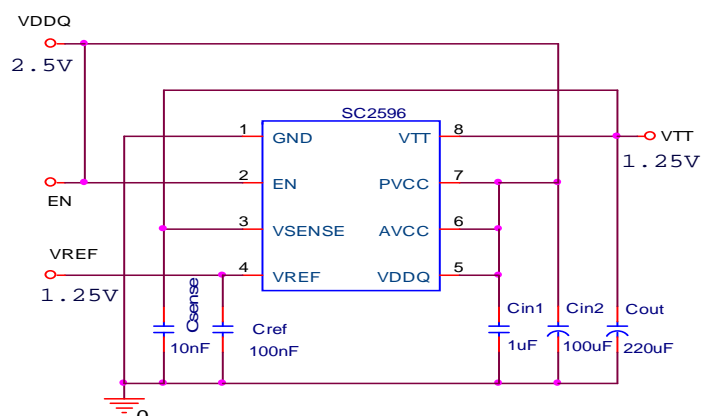 VDDQ
2.5V
SC2596
1 GND VTT 8
VTT
1.25V
2 EN PVCC 7
EN
3 VSENSE AVCC 6
VREF
4 VREF VDDQ 5
1.25V
Csense
10nF
Cref
100nF
Cin1
1uF
Cin2
100uF
Cout
220uF
0